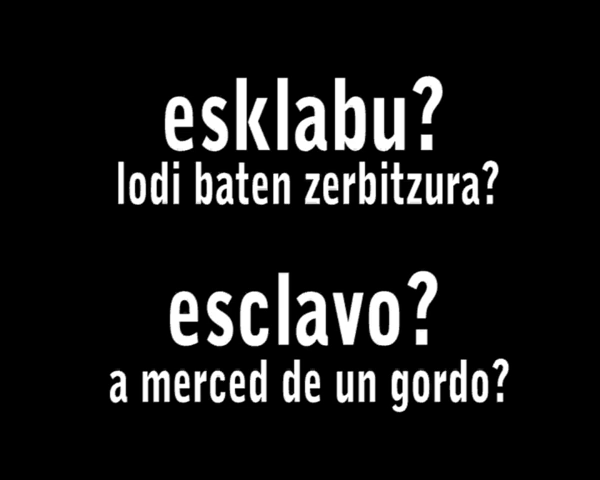 esklabu?
lodi baten zerbitzura?
esclavo?
a merced de un gordo?